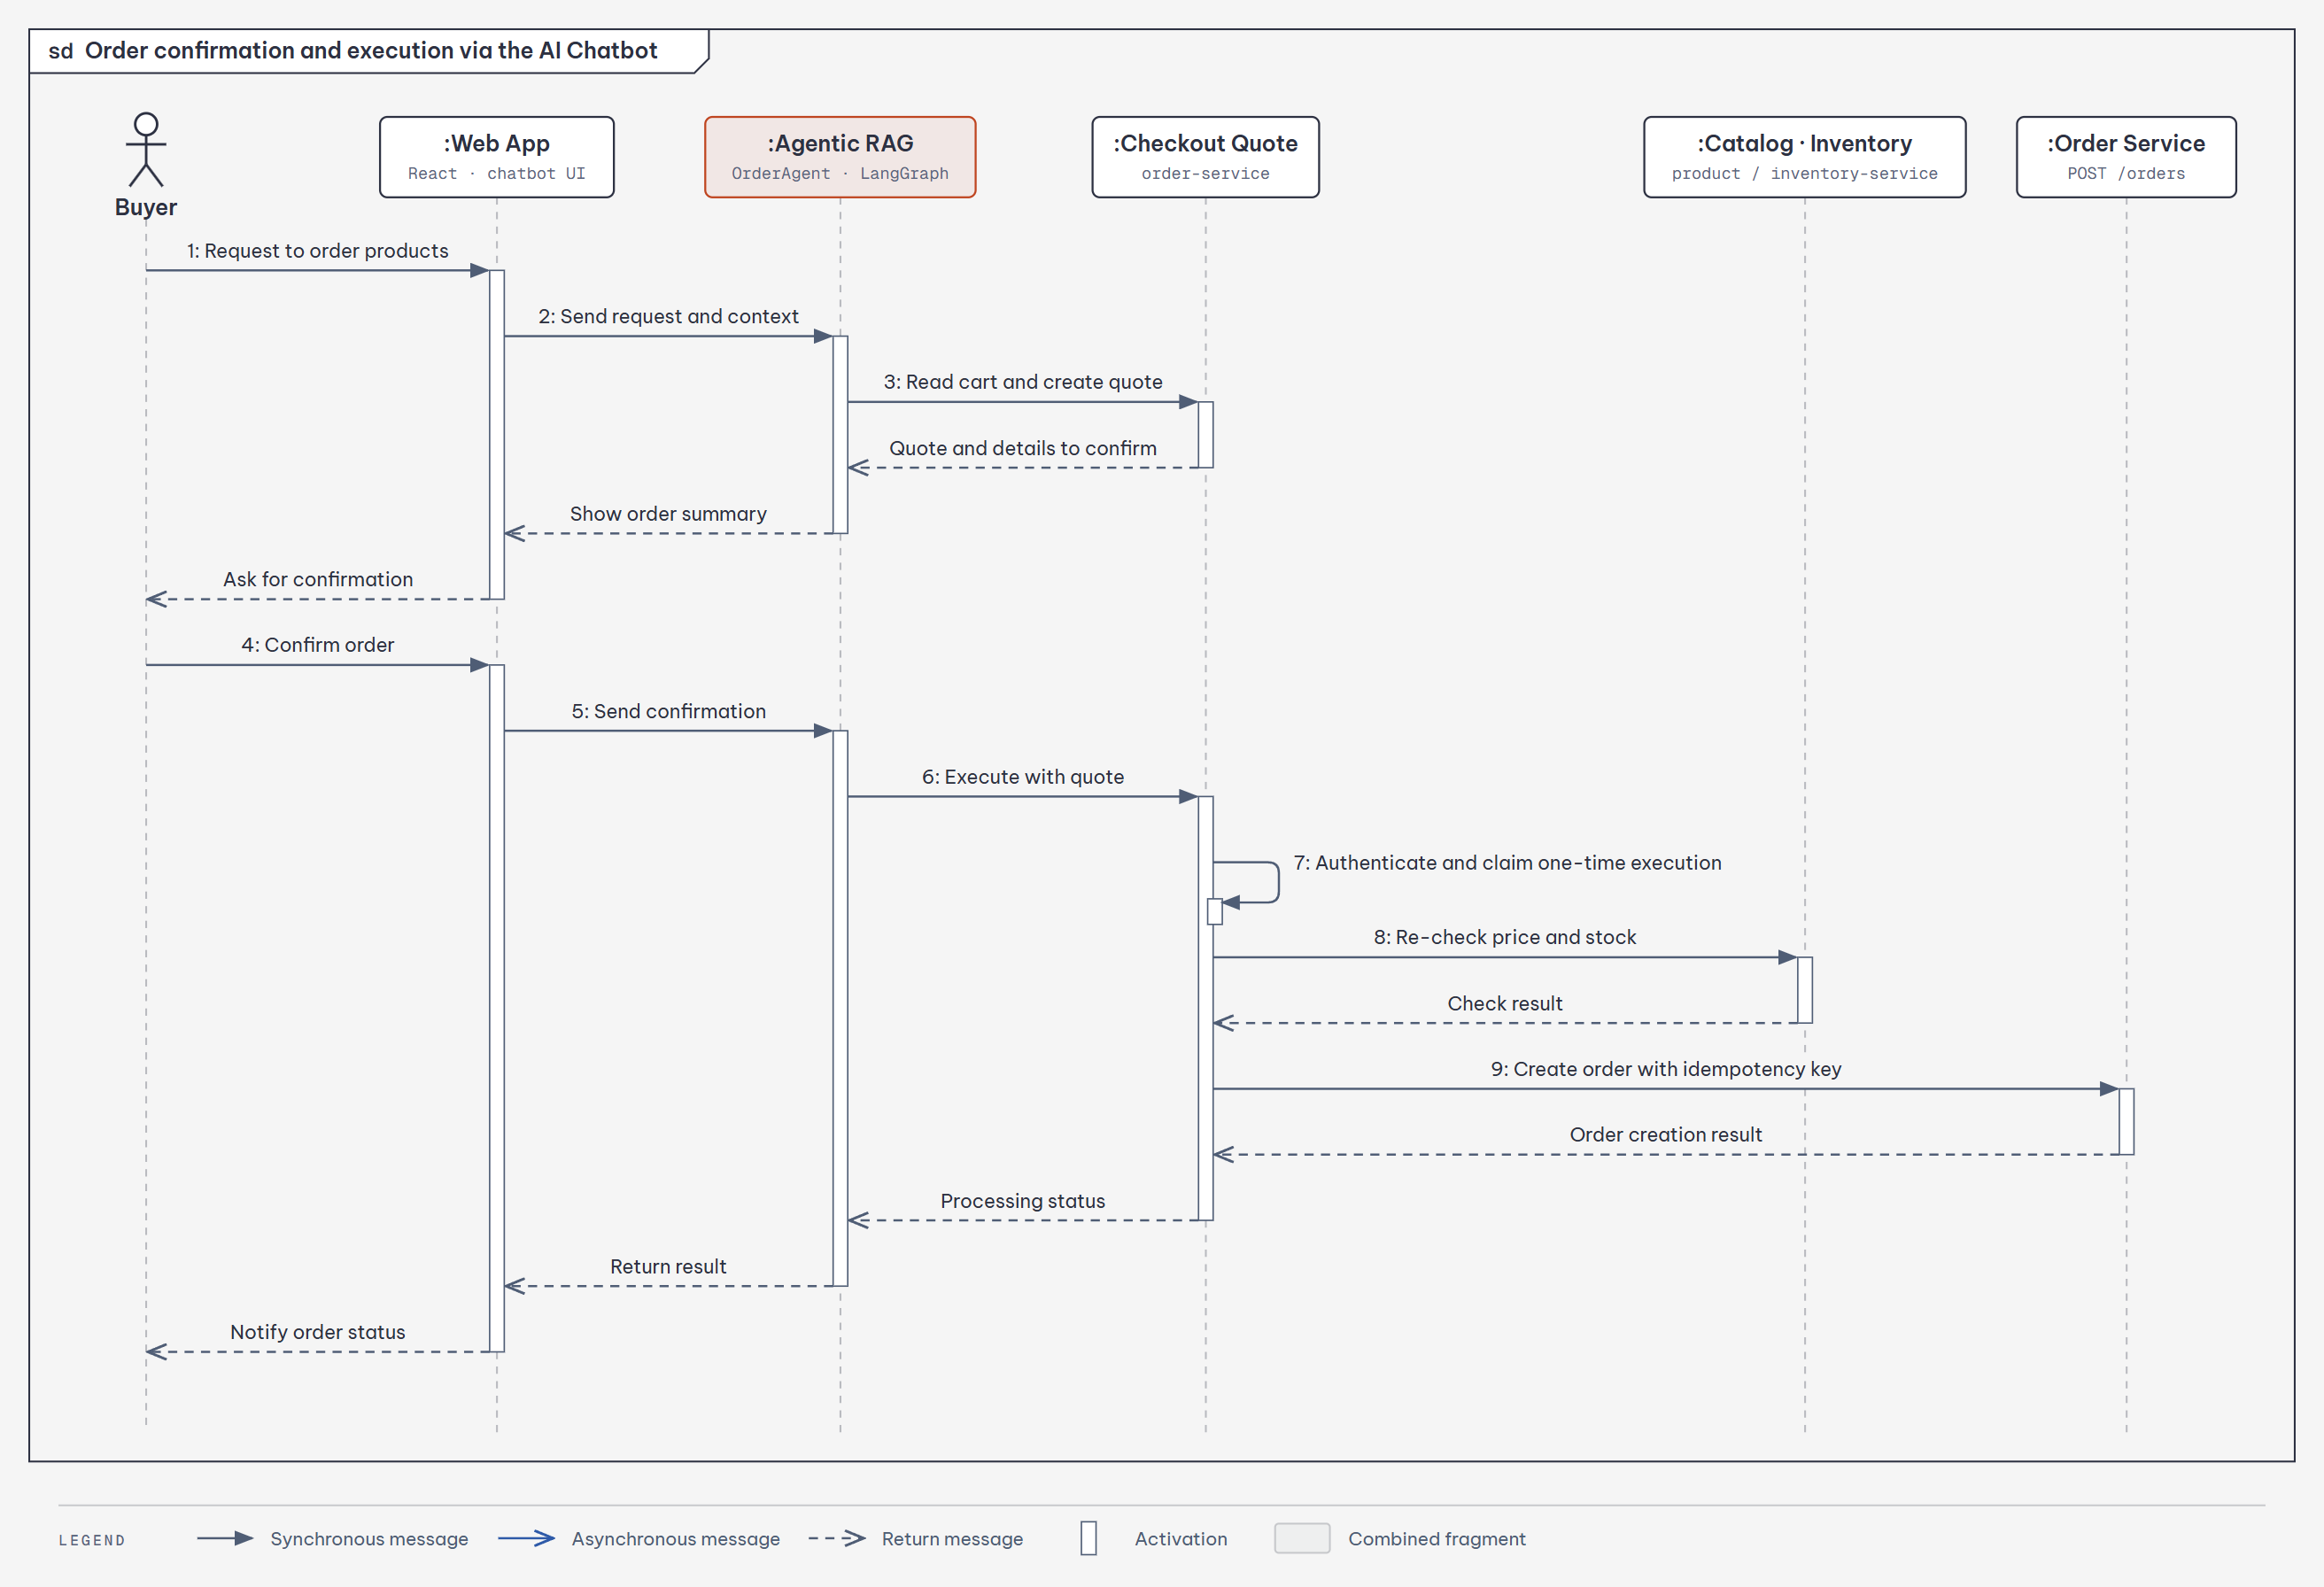 sd Order confirmation and execution via the AI Chatbot
:Web App
React · chatbot UI
:Agentic RAG
OrderAgent · LangGraph
:Checkout Quote
order-service
:Catalog · Inventory
product / inventory-service
:Order Service
POST /orders
Buyer
1: Request to order products
2: Send request and context
3: Read cart and create quote
Quote and details to confirm
Show order summary
Ask for confirmation
4: Confirm order
5: Send confirmation
6: Execute with quote
7: Authenticate and claim one-time execution
8: Re-check price and stock
Check result
9: Create order with idempotency key
Order creation result
Processing status
Return result
Notify order status
LEGEND
Synchronous message
Asynchronous message
Return message
Activation
Combined fragment